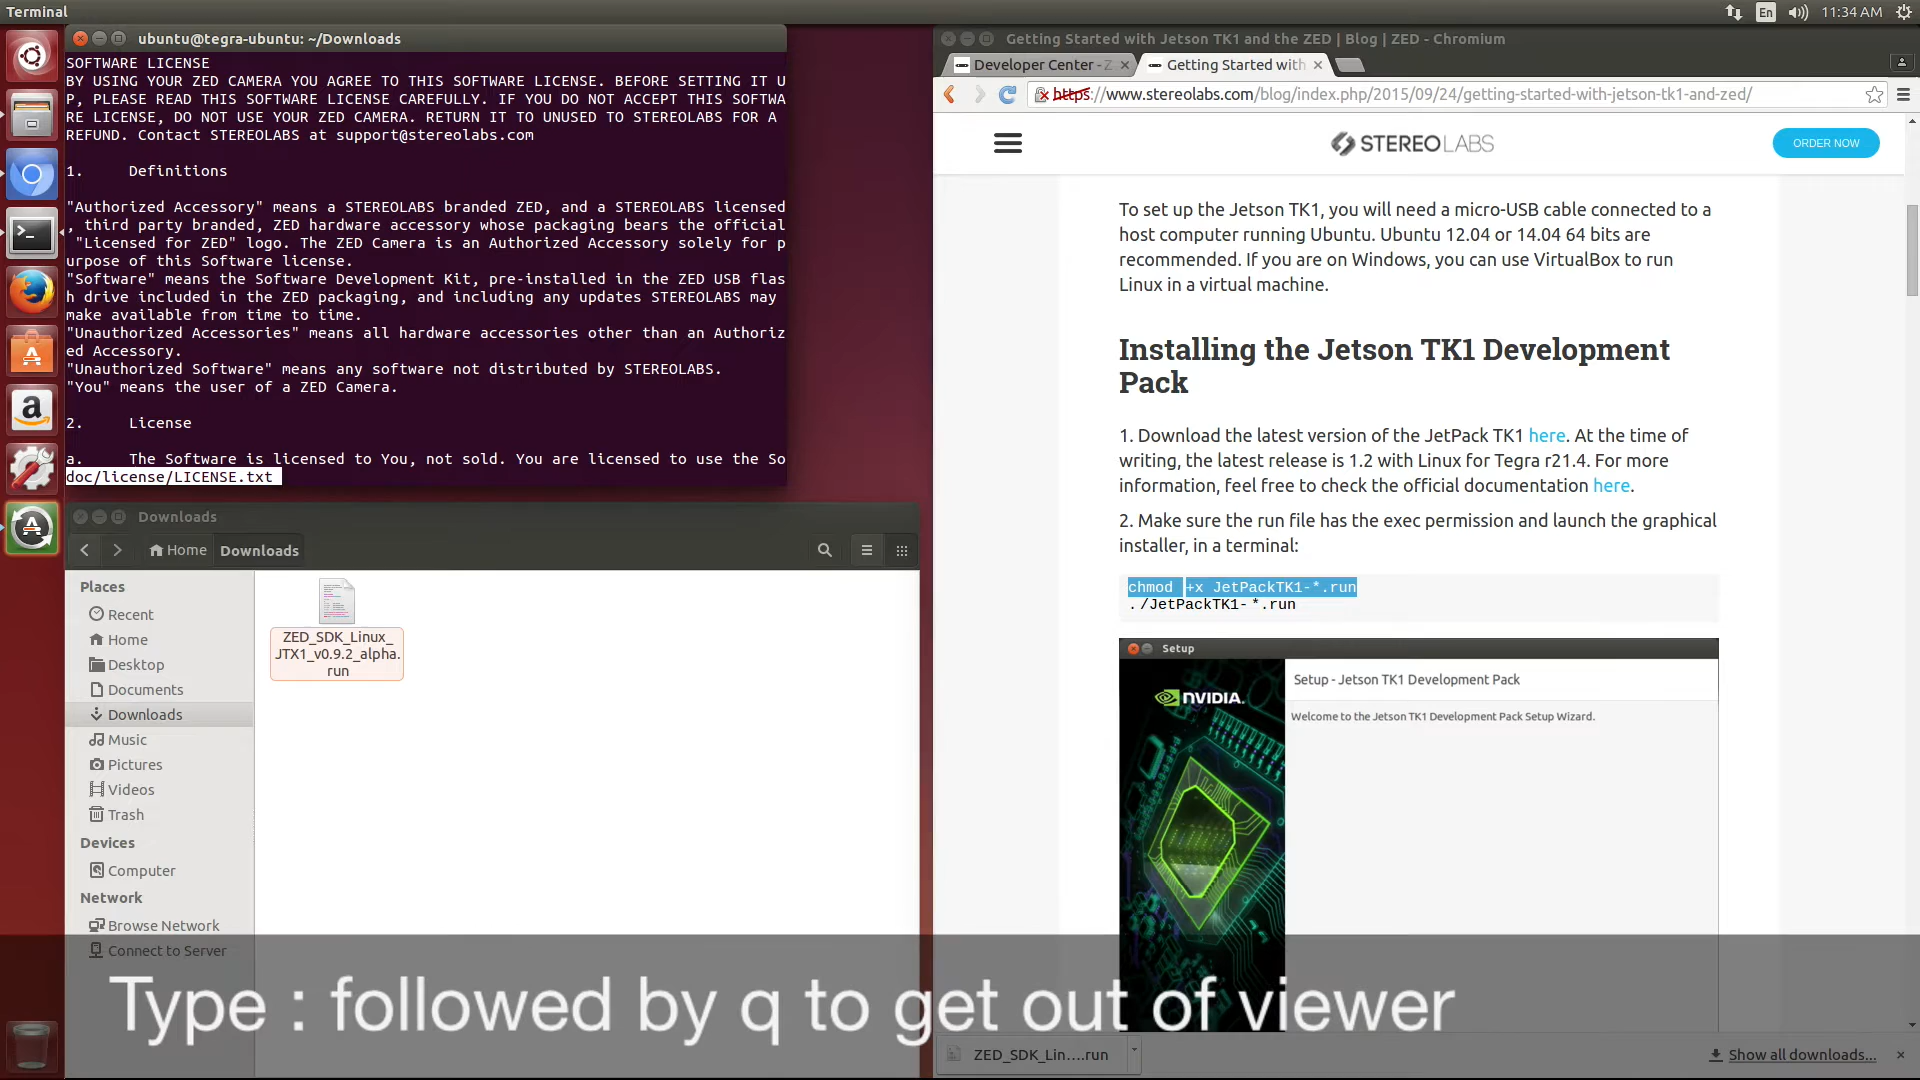 Terminal
En
11:34 AM
ubuntu@tegra-ubuntu: ~/Downloads
SOFTWARE LICENSE
BY USING YOUR ZED CAMERA YOU AGREE TO THIS SOFTWARE LICENSE. BEFORE SETTING IT U
P, PLEASE READ THIS SOFTWARE LICENSE CAREFULLY. IF YOU DO NOT ACCEPT THIS SOFTWA
RE LICENSE, DO NOT USE YOUR ZED CAMERA. RETURN IT TO UNUSED TO STEREOLABS FOR A
REFUND. Contact STEREOLABS at support@stereolabs.com
1. Definitions
"Authorized Accessory" means a STEREOLABS branded ZED, and a STEREOLABS licensed
, third party branded, ZED hardware accessory whose packaging bears the official
"Licensed for ZED" logo. The ZED Camera is an Authorized Accessory solely for p
urpose of this Software license.
"Software" means the Software Development Kit, pre-installed in the ZED USB flas
h drive included in the ZED packaging, and including any updates STEREOLABS may
make available from time to time.
"Unauthorized Accessories" means all hardware accessories other than an Authoriz
ed Accessory.
"Unauthorized Software" means any software not distributed by STEREOLABS.
"You" means the user of a ZED Camera.
2. License
a. The Software is licensed to You, not sold. You are licensed to use the So
doc/license/LICENSE.txt
Downloads
Home
Downloads
Places
Recent
Home
Desktop
Documents
Downloads
Music
Pictures
Videos
Trash
Devices
Computer
Network
Browse Network
Connect to Server
ZED_SDK_Linux_
JTX1_v0.9.2_alpha.
run
Getting Started with Jetson TK1 and the ZED | Blog | ZED - Chromium
Developer Center - Z
Getting Started with
https://www.stereolabs.com/blog/index.php/2015/09/24/getting-started-with-jetson-tk1-and-zed/
STEREOLABS
ORDER NOW
To set up the Jetson TK1, you will need a micro-USB cable connected to a
host computer running Ubuntu. Ubuntu 12.04 or 14.04 64 bits are
recommended. If you are on Windows, you can use VirtualBox to run
Linux in a virtual machine.
Installing the Jetson TK1 Development
Pack
1. Download the latest version of the JetPack TK1 here. At the time of
writing, the latest release is 1.2 with Linux for Tegra r21.4. For more
information, feel free to check the official documentation here.
2. Make sure the run file has the exec permission and launch the graphical
installer, in a terminal:
chmod +x JetPackTK1-*.run
./JetPackTK1-*.run
Setup
NVIDIA.
Setup - Jetson TK1 Development Pack
Welcome to the Jetson TK1 Development Pack Setup Wizard.
Type : followed by q to get out of viewer
ZED_SDK_Lin....run
Show all downloads...